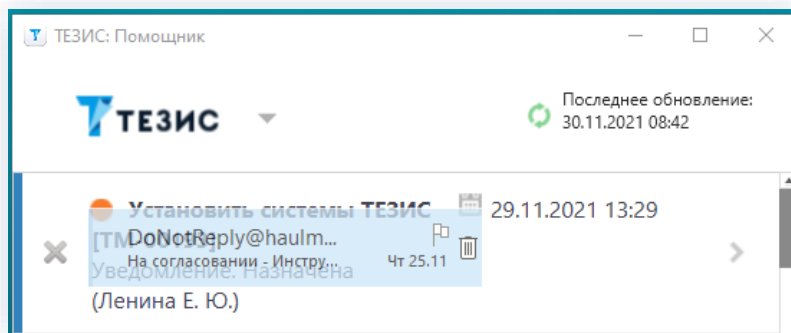 ТЕЗИС: Помощник
ТЕЗИС
Последнее обновление:
30.11.2021 08:42
Установить системы ТЕЗИС
29.11.2021 13:29
DoNotReply@haulm...
На согласовании - Инстру...
Чт 25.11
Уведомление. Назначена
(Ленина Е. Ю.)